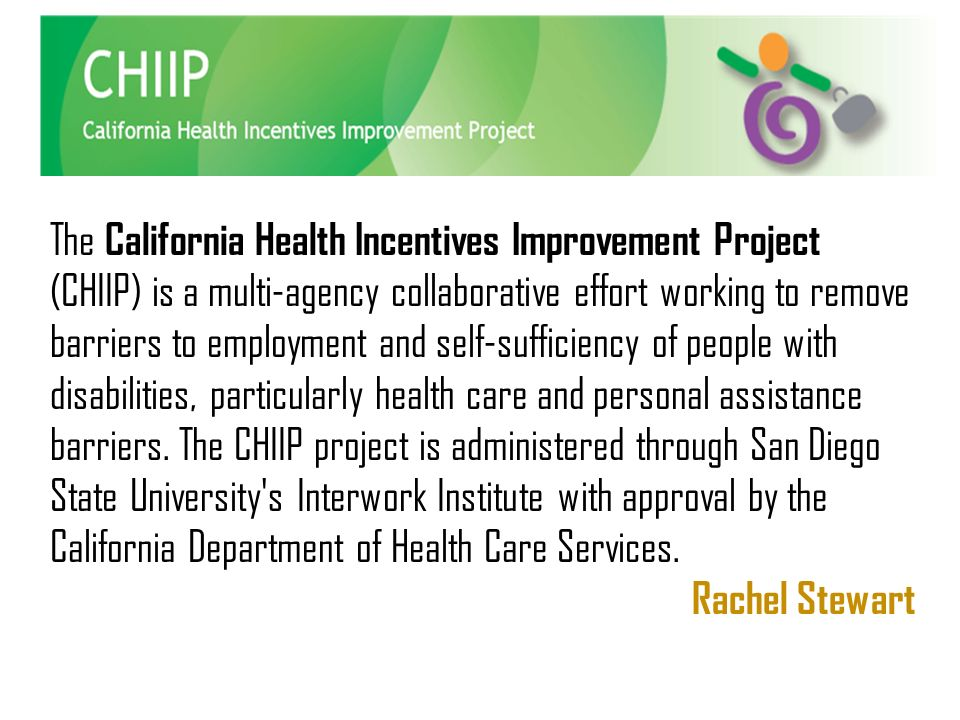 CHIIP
California Health Incentives Improvement Project
The California Health Incentives Improvement Project
(CHIIP) is a multi-agency collaborative effort working to remove
barriers to employment and self-sufficiency of people with
disabilities, particularly health care and personal assistance
barriers. The CHIIP project is administered through San Diego
State University's Interwork Institute with approval by the
California Department of Health Care Services.
Rachel Stewart